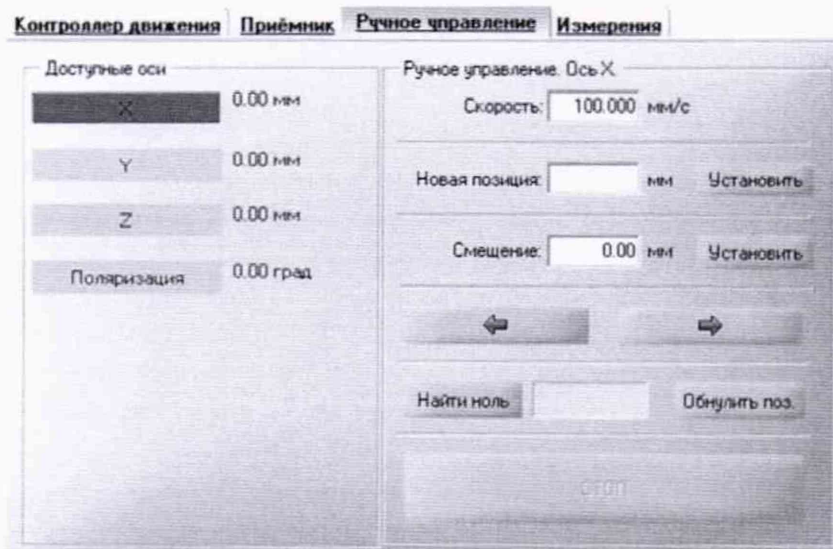 Контроллер движения Приёмник Ручное управление Измерения
Доступные оси
X 0.00 мм
Y 0.00 мм
Z 0.00 мм
Поляризация 0.00 град
Ручное управление. Ось X.
Скорость: 100.000 мм/с
Новая позиция: мм Установить
Смещение: 0.00 мм Установить
Найти ноль Обнулить поз.
стоп